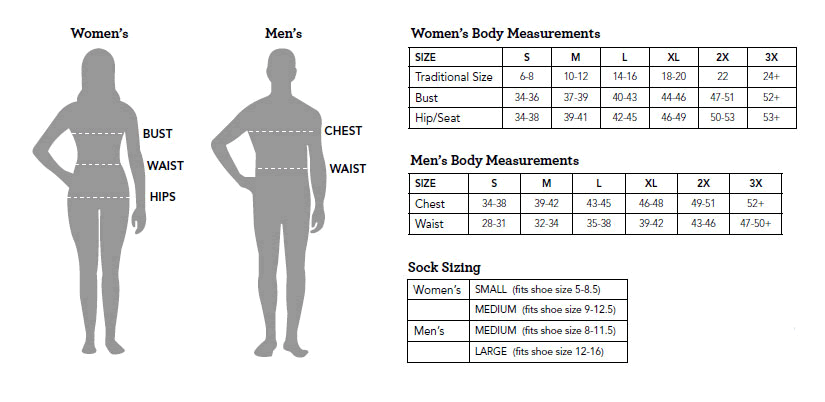 Women's
Men's
BUST
WAIST
HIPS
CHEST
WAIST
Women's Body Measurements
SIZE S M L XL 2X 3X
Traditional Size 6-8 10-12 14-16 18-20 22 24+
Bust 34-36 37-39 40-43 44-46 47-51 52+
Hip/Seat 34-38 39-41 42-45 46-49 50-53 53+
Men's Body Measurements
SIZE S M L XL 2X 3X
Chest 34-38 39-42 43-45 46-48 49-51 52+
Waist 28-31 32-34 35-38 39-42 43-46 47-50+
Sock Sizing
Women's SMALL (fits shoe size 5-8.5)
MEDIUM (fits shoe size 9-12.5)
Men's MEDIUM (fits shoe size 8-11.5)
LARGE (fits shoe size 12-16)